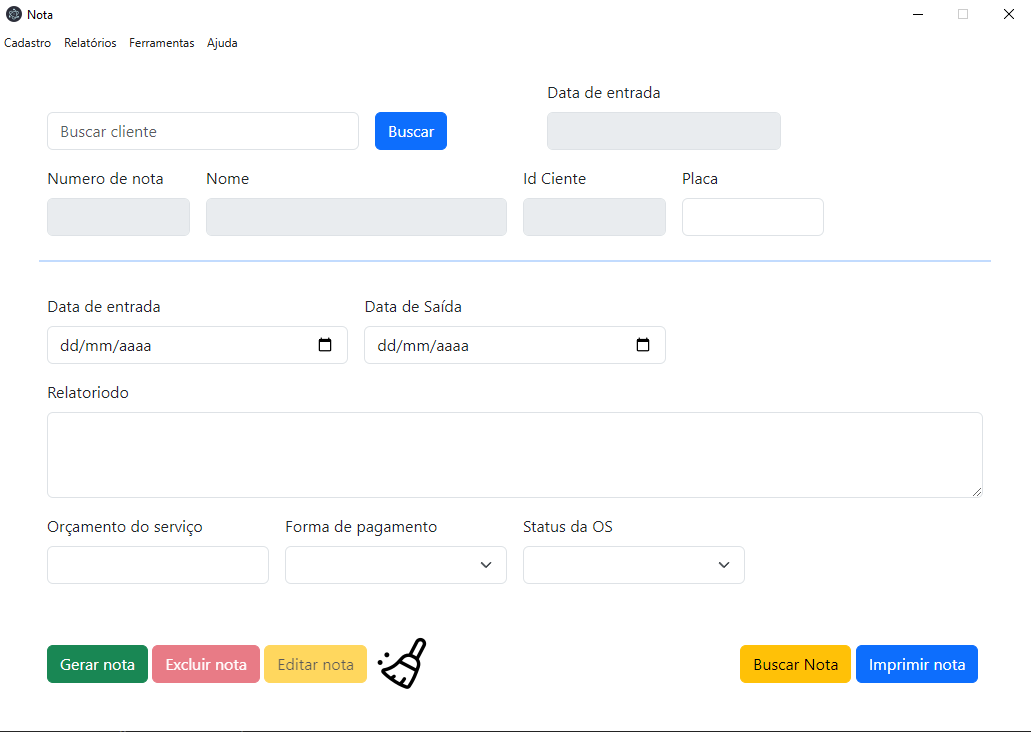 Nota
Cadastro Relatórios Ferramentas Ajuda
Data de entrada
Buscar cliente Buscar
Numero de nota Nome Id Ciente Placa
Data de entrada Data de Saída
dd/mm/aaaa dd/mm/aaaa
Relatoriodo
Orçamento do serviço Forma de pagamento Status da OS
Gerar nota Excluir nota Editar nota Buscar Nota Imprimir nota